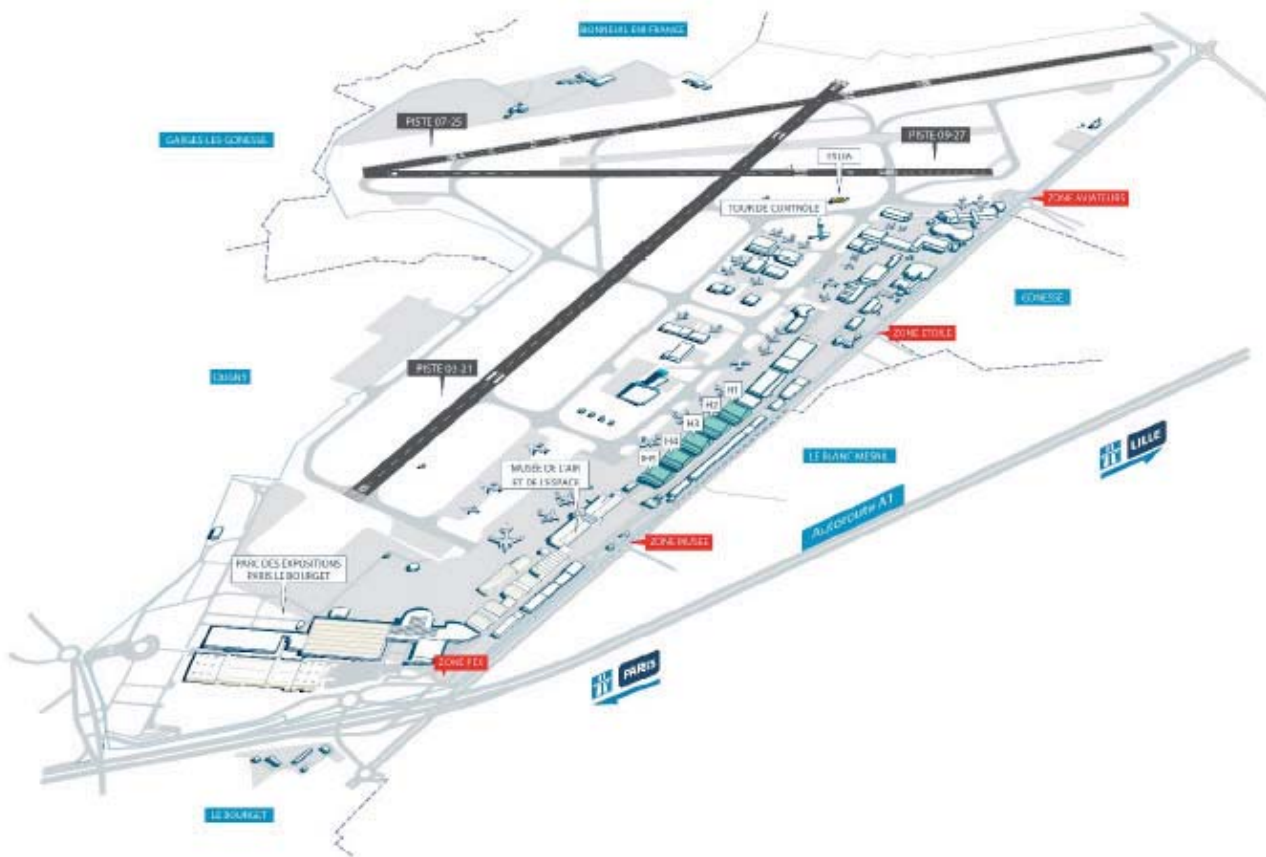 BONNEUIL EN FRANCE
PISTE 07-25
GARGES LES GONESSE
PISTE 09-27
TOUR DE CONTRÔLE
ZONE AVIATEURS
GONESSE
ZONE ETOILE
DUGNY
PISTE 03-21
H1
H2
H3
H4
LE BLANC MESNIL
LILLE
MUSÉE DE L'AIR
ET DE L'ESPACE
Autoroute A1
ZONE MUSEE
PARC DES EXPOSITIONS
PARIS LE BOURGET
ZONE PEX
PARIS
LE BOURGET